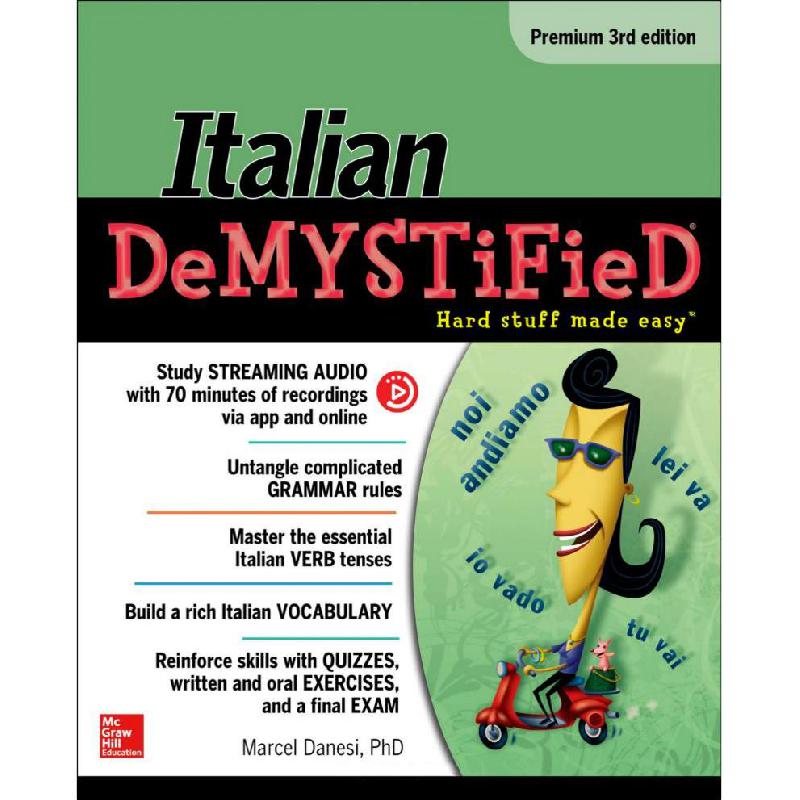 Premium 3rd edition
Italian
DeMYSTiFieD®
Hard stuff made easy™
Study STREAMING AUDIO
with 70 minutes of recordings
via app and online
Untangle complicated
GRAMMAR rules
Master the essential
Italian VERB tenses
Build a rich Italian VOCABULARY
Reinforce skills with QUIZZES,
written and oral EXERCISES,
and a final EXAM
noi
andiamo
lei va
io vado
tu vai
Mc
Graw
Hill
Education
Marcel Danesi, PhD